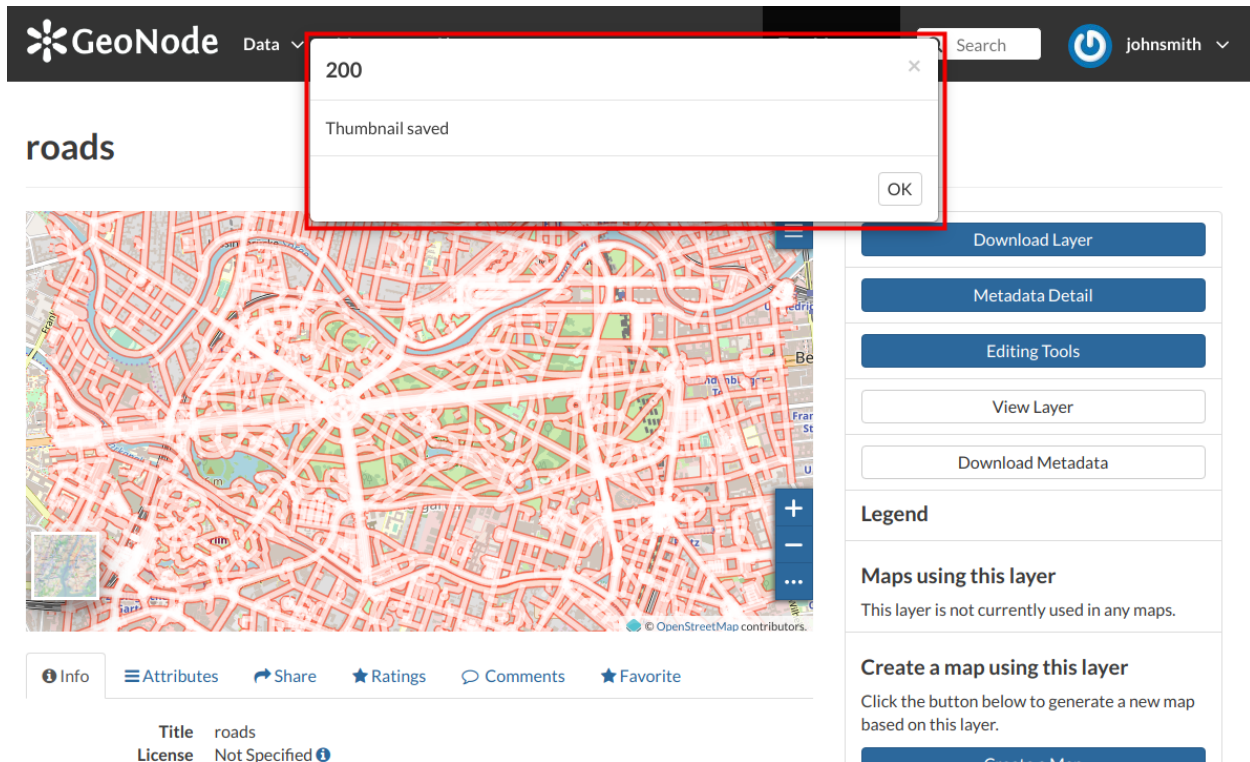 GeoNode Data Search johnsmith
200 ×
Thumbnail saved
OK
roads
Download Layer
Metadata Detail
Editing Tools
View Layer
Download Metadata
Legend
Maps using this layer
This layer is not currently used in any maps.
Create a map using this layer
Click the button below to generate a new map
based on this layer.
Create a Map
© OpenStreetMap contributors.
Info Attributes Share Ratings Comments Favorite
Title roads
License Not Specified